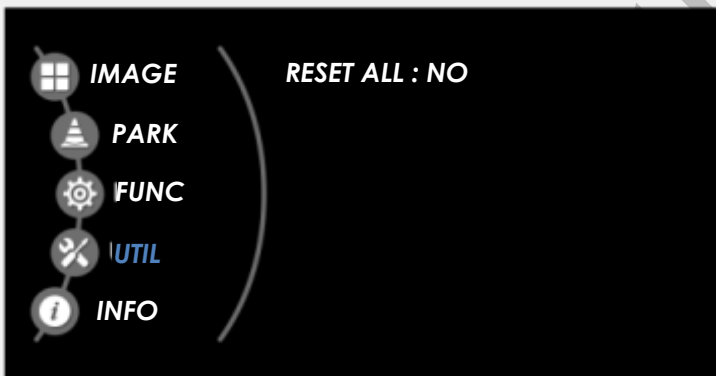 IMAGE
RESET ALL : NO
PARK
FUNC
UTIL
INFO